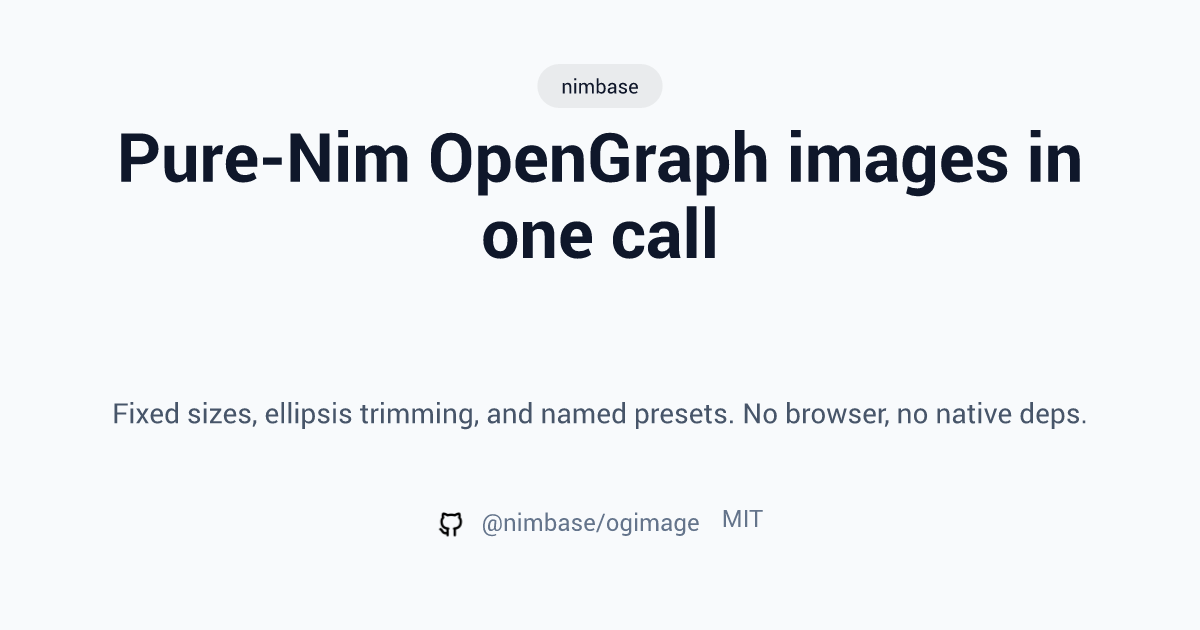 nimbase
Pure-Nim OpenGraph images in
one call
Fixed sizes, ellipsis trimming, and named presets. No browser, no native deps.
@nimbase/ogimage MIT